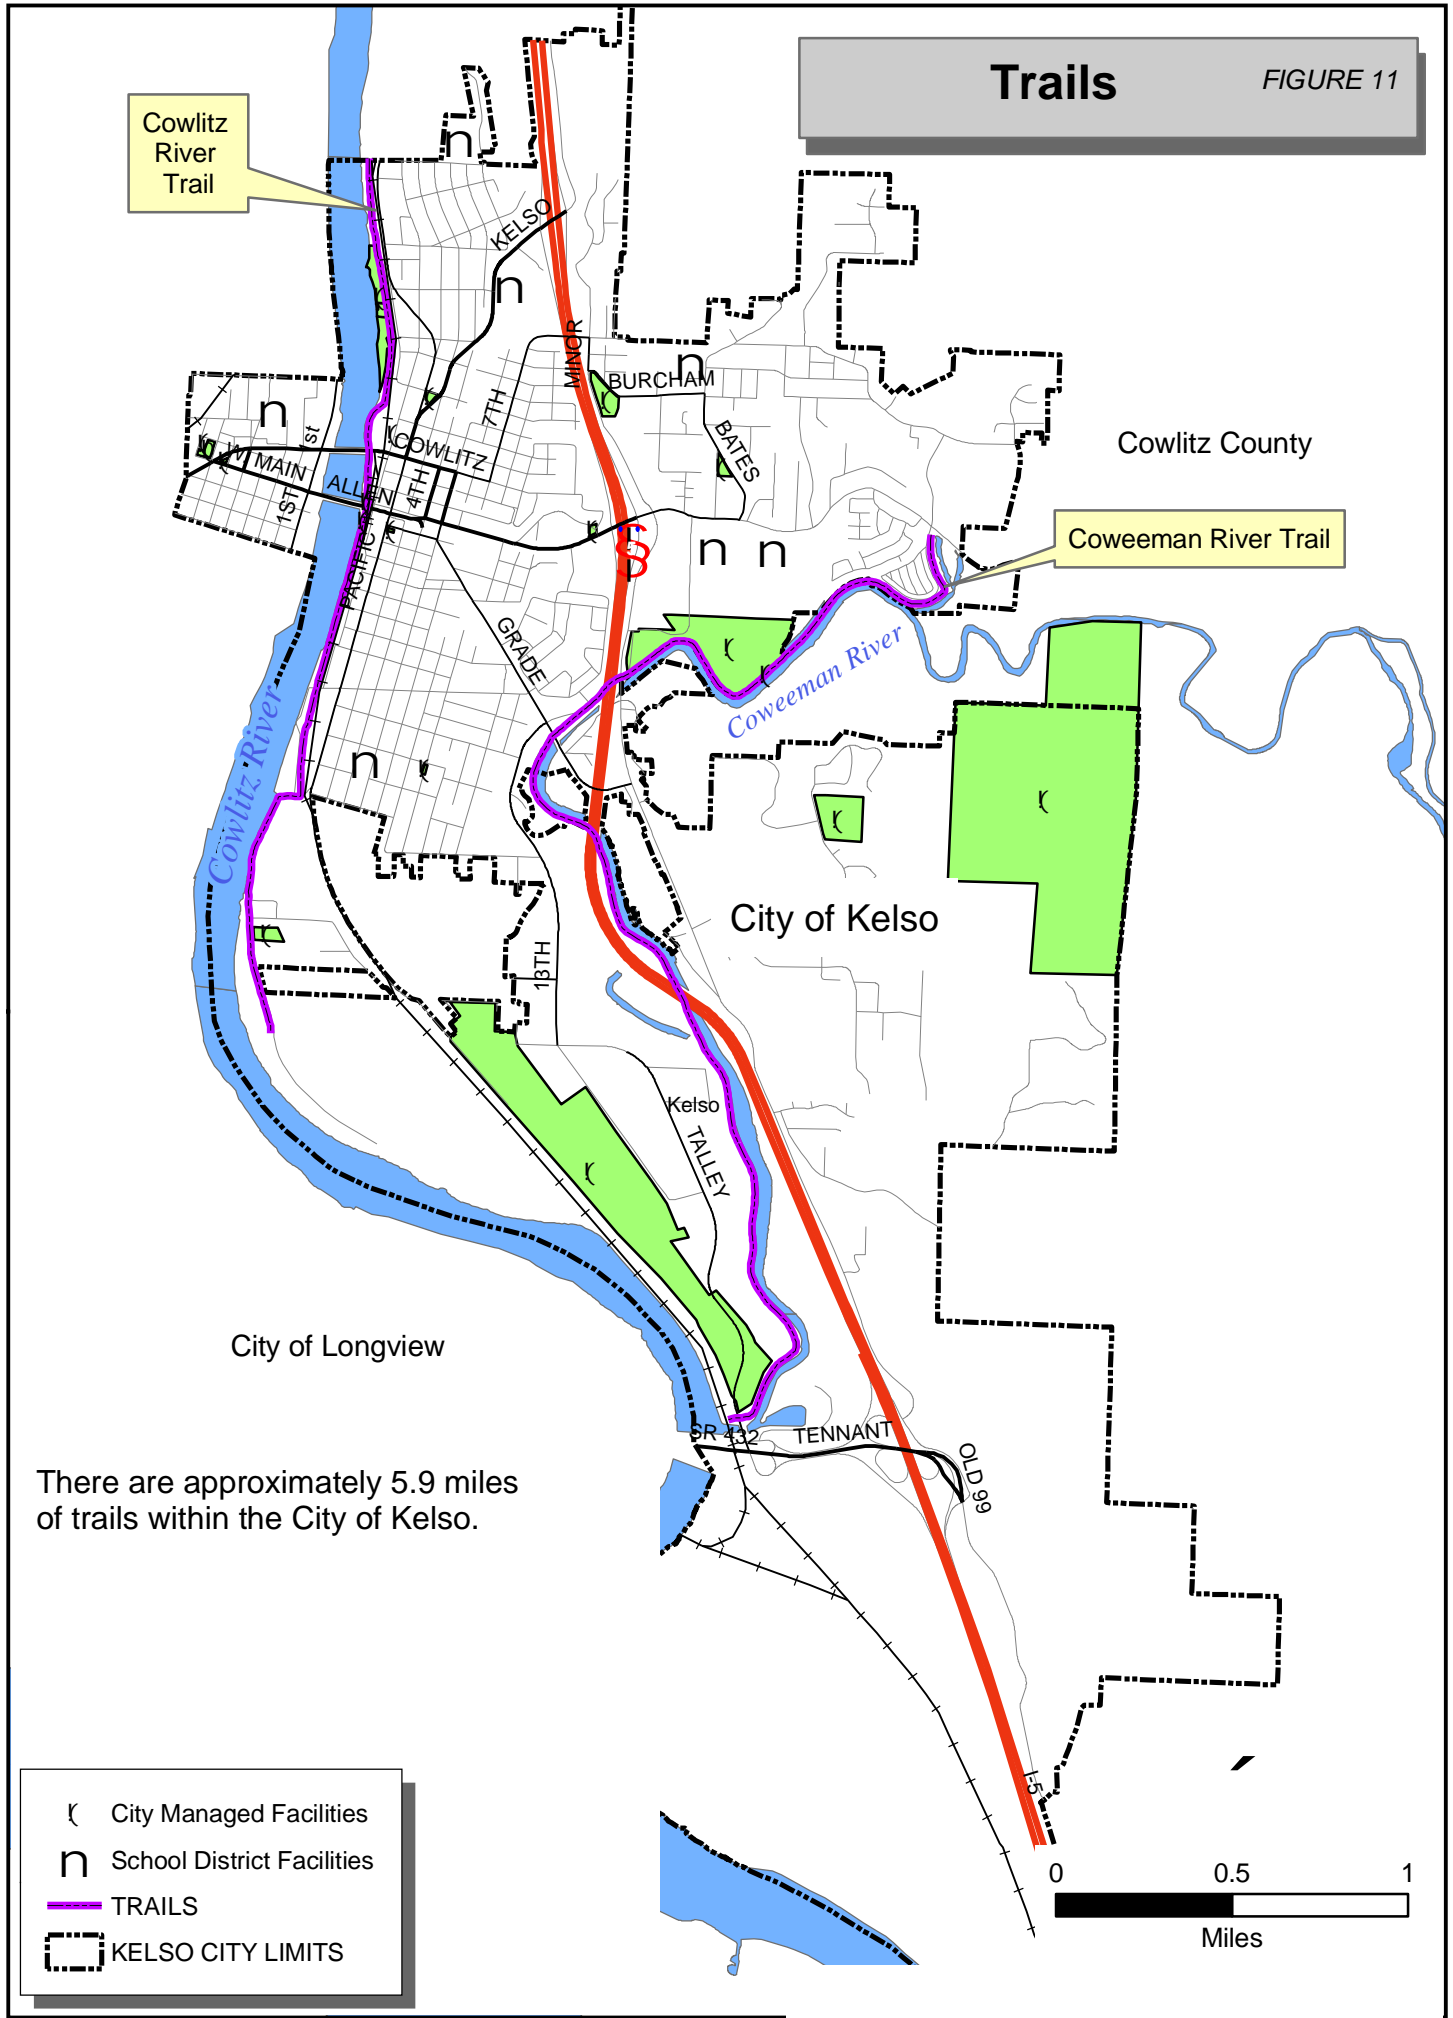 Trails
FIGURE 11
Cowlitz
River
Trail
n
KELSO
n
MINOR
n
BURCHAM
7TH
n
1st
BATES
COWLITZ
W MAIN
Cowlitz County
4TH
ALLEN
1ST
Coweeman River Trail
n
n
PACIFIC
GRADE
Coweeman River
Cowlitz River
n
City of Kelso
13TH
Kelso
TALLEY
City of Longview
SR 432
TENNANT
OLD 99
There are approximately 5.9 miles
of trails within the City of Kelso.
I-5
City Managed Facilities
n School District Facilities
TRAILS
KELSO CITY LIMITS
0 0.5 1
Miles